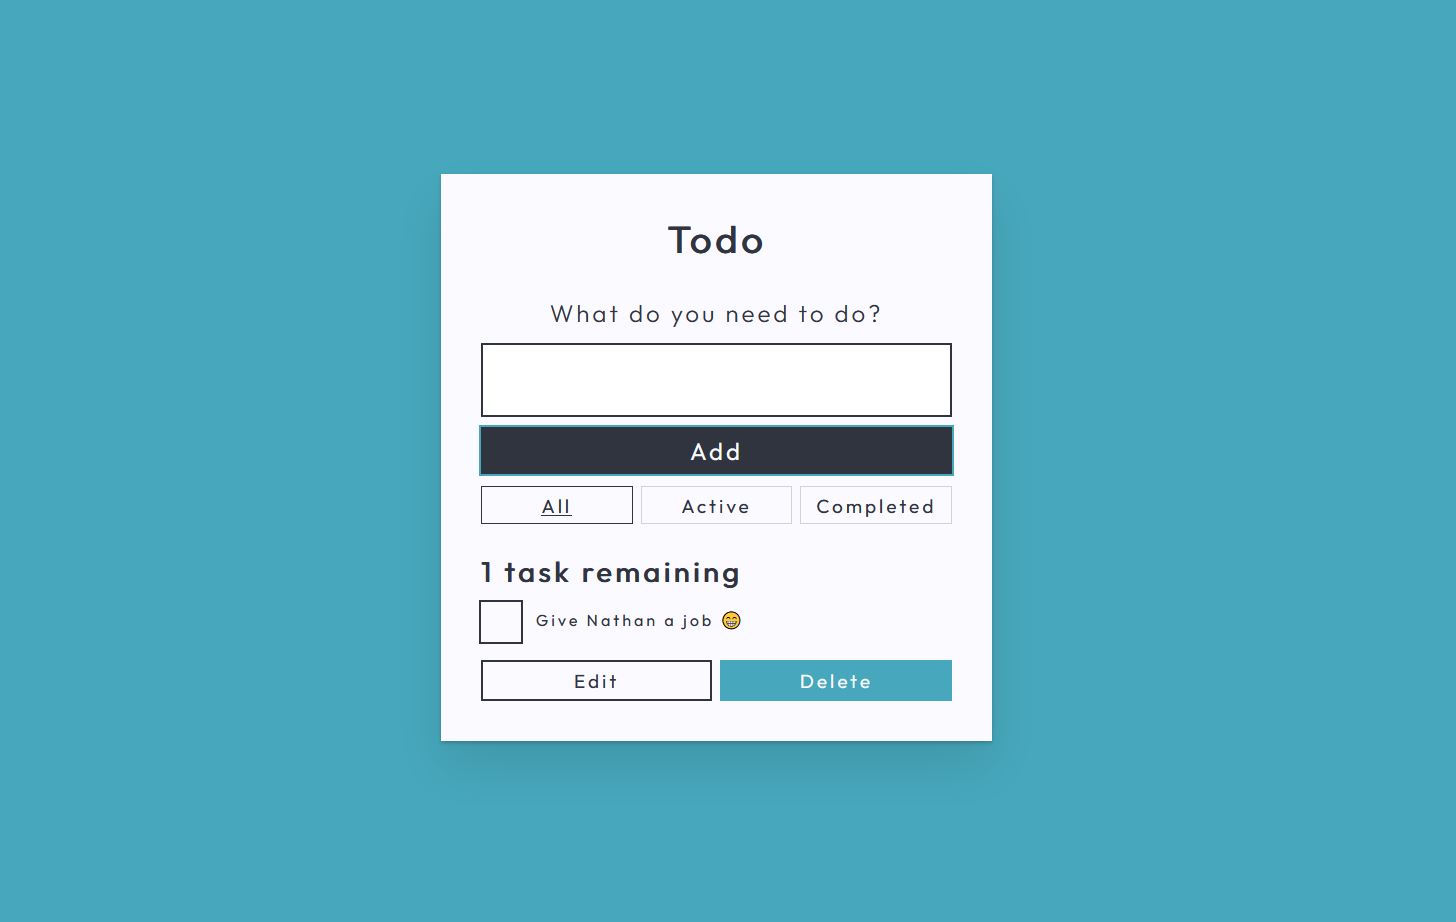 Todo
What do you need to do?
Add
All Active Completed
1 task remaining
Give Nathan a job 😁
Edit Delete